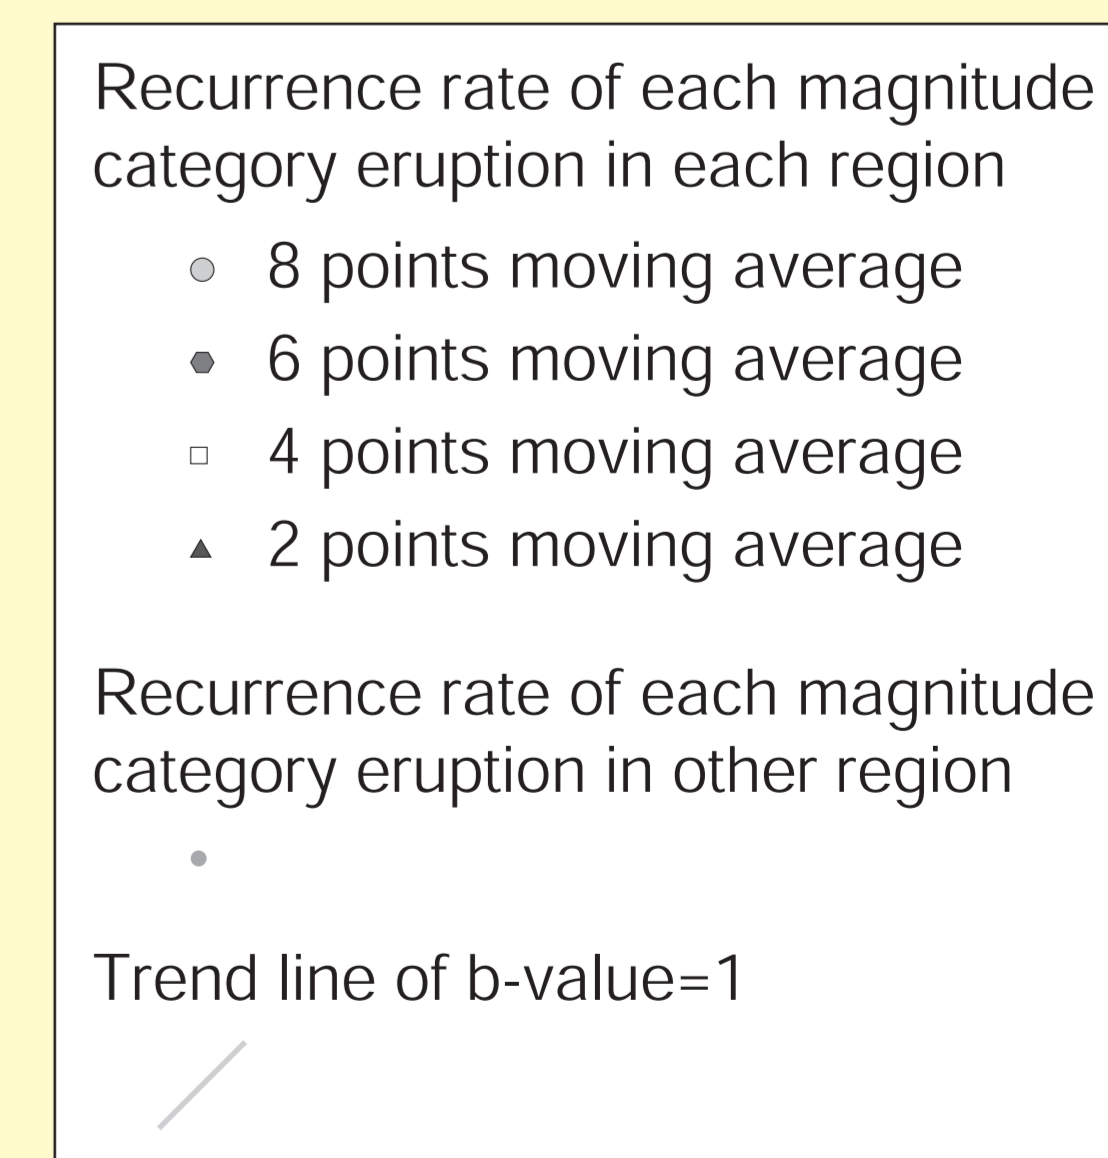 Recurrence rate of each magnitude
category eruption in each region
8 points moving average
6 points moving average
4 points moving average
2 points moving average
Recurrence rate of each magnitude
category eruption in other region
Trend line of b-value=1